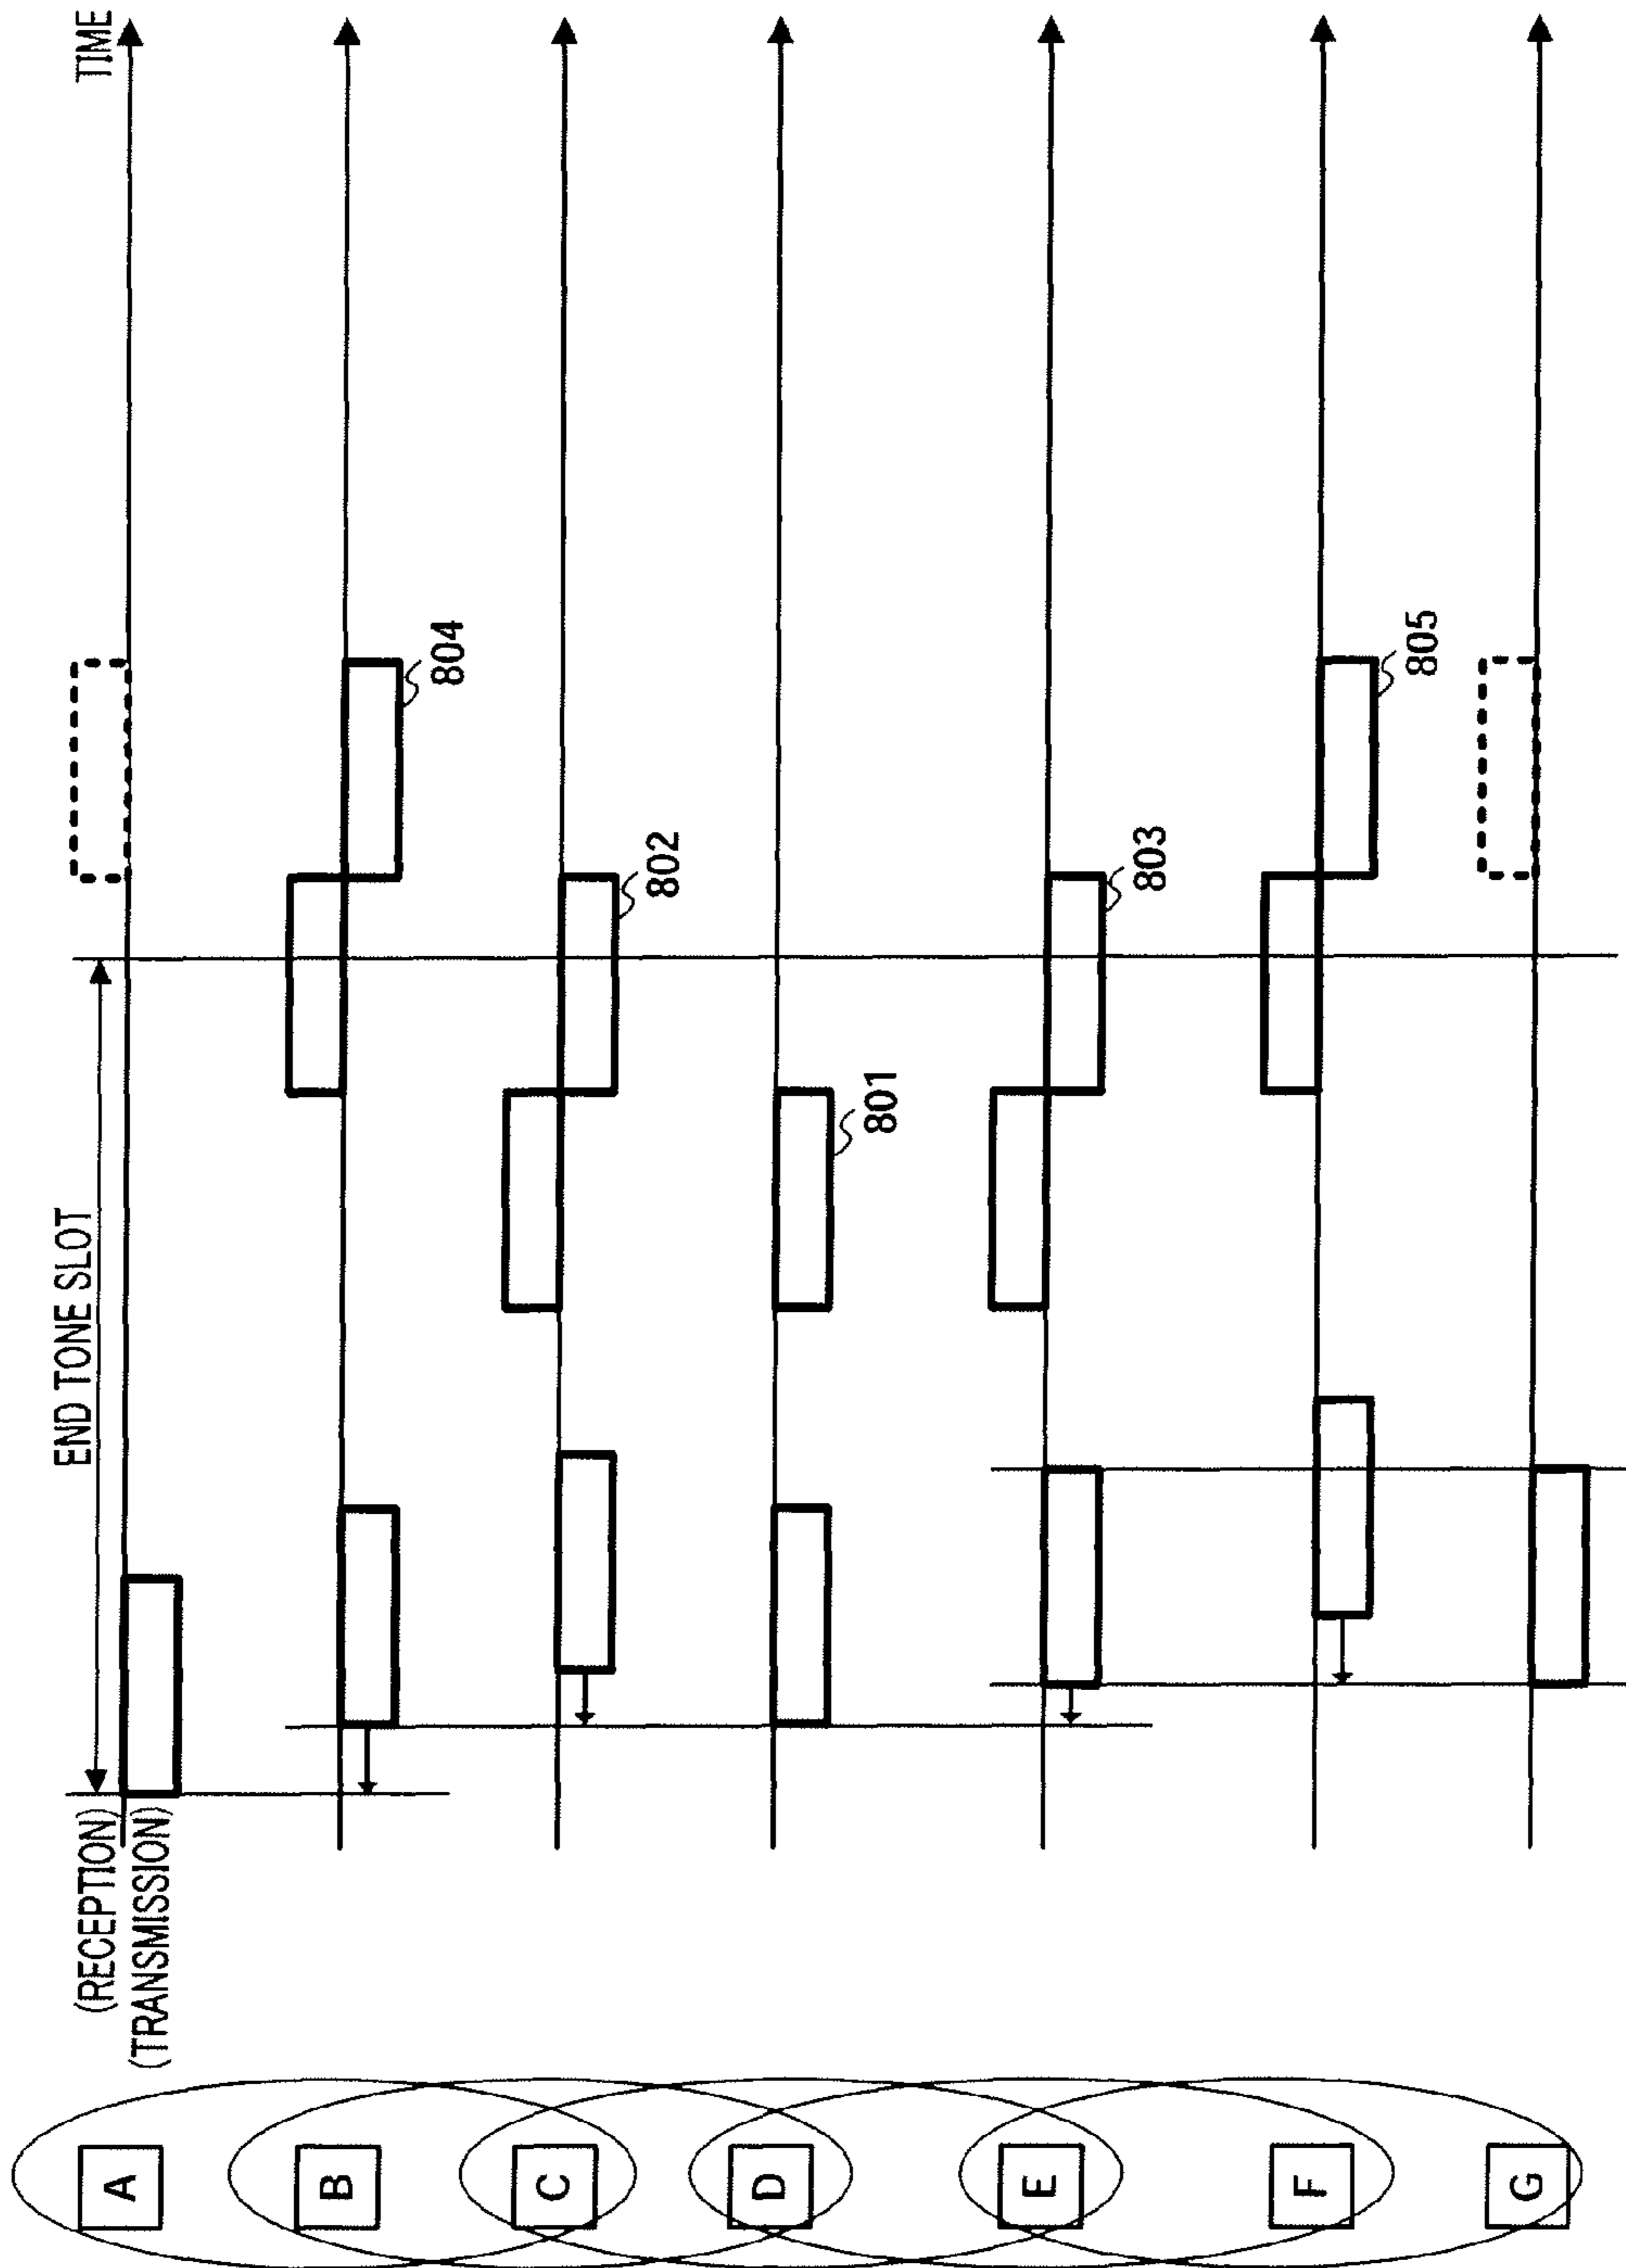 TIME
END TONE SLOT
(RECEPTION)
(TRANSMISSION)
A
B
804
C
802
D
801
E
803
F
805
G